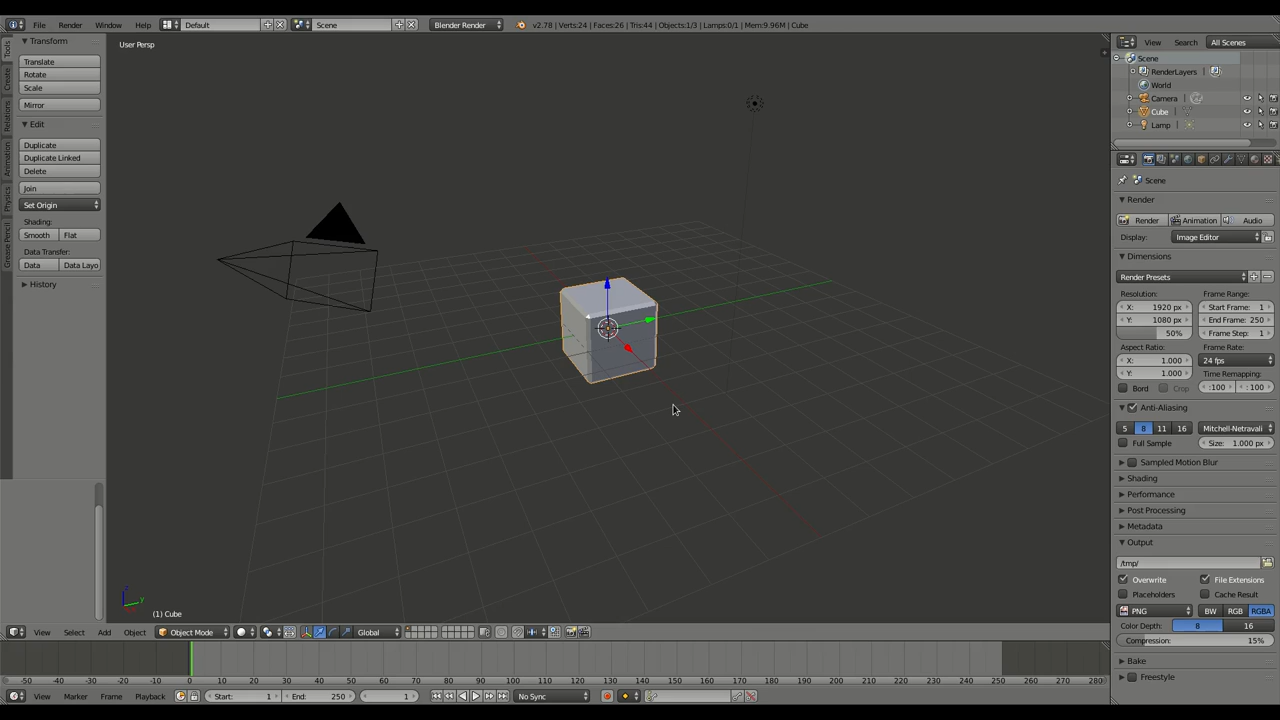 File Render Window Help Default Scene Blender Render v2.78 | Verts:24 | Faces:26 | Tris:44 | Objects:1/3 | Lamps:0/1 | Mem:9.96M | Cube
Tools
Create
Relations
Animation
Physics
Grease Pencil
Transform
Translate
Rotate
Scale
Mirror
Edit
Duplicate
Duplicate Linked
Delete
Join
Set Origin
Shading:
Smooth Flat
Data Transfer:
Data Data Layo
History
User Persp
(1) Cube
View Search All Scenes
Scene
RenderLayers
World
Camera
Cube
Lamp
Scene
Render
Render Animation Audio
Display: Image Editor
Dimensions
Render Presets
Resolution: Frame Range:
X: 1920 px Start Frame: 1
Y: 1080 px End Frame: 250
50% Frame Step: 1
Aspect Ratio: Frame Rate:
X: 1.000 24 fps
Y: 1.000 Time Remapping:
Bord Crop :100 : 100
Anti-Aliasing
5 8 11 16 Mitchell-Netravali
Full Sample Size: 1.000 px
Sampled Motion Blur
Shading
Performance
Post Processing
Metadata
Output
/tmp/
Overwrite File Extensions
Placeholders Cache Result
PNG BW RGB RGBA
Color Depth: 8 16
Compression: 15%
Bake
Freestyle
View Select Add Object Object Mode Global
-50 -40 -30 -20 -10 0 10 20 30 40 50 60 70 80 90 100 110 120 130 140 150 160 170 180 190 200 210 220 230 240 250 260 270 280
View Marker Frame Playback Start: 1 End: 250 1 No Sync